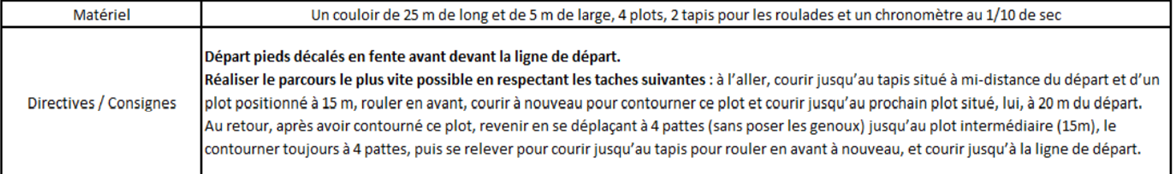 Matériel
Un couloir de 25 m de long et de 5 m de large, 4 plots, 2 tapis pour les roulades et un chronomètre au 1/10 de sec
Directives / Consignes
Départ pieds décalés en fente avant devant la ligne de départ.
Réaliser le parcours le plus vite possible en respectant les taches suivantes : à l'aller, courir jusqu'au tapis situé à mi-distance du départ et d'un
plot positionné à 15 m, rouler en avant, courir à nouveau pour contourner ce plot et courir jusqu'au prochain plot situé, lui, à 20 m du départ.
Au retour, après avoir contourné ce plot, revenir en se déplaçant à 4 pattes (sans poser les genoux) jusqu'au plot intermédiaire (15m), le
contourner toujours à 4 pattes, puis se relever pour courir jusqu'au tapis pour rouler en avant à nouveau, et courir jusqu'à la ligne de départ.